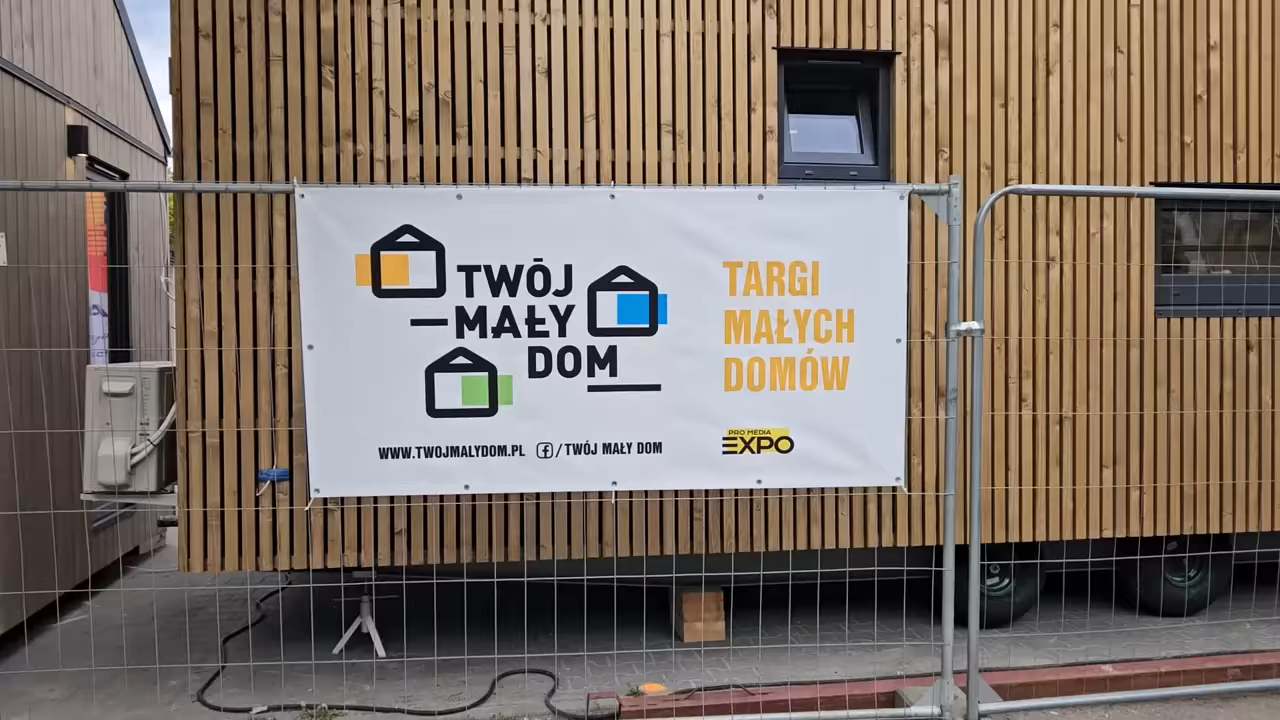 TWÓJ
MAŁY
DOM
TARGI
MAŁYCH
DOMÓW
WWW.TWOJMALYDOM.PL f/TWÓJ MAŁY DOM
PRO MEDIA
EXPO